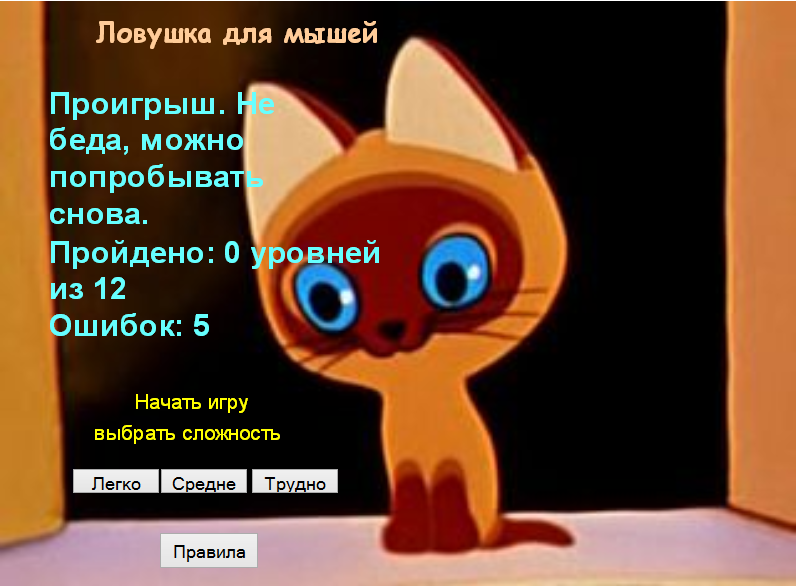 Ловушка для мышей
Проигрыш. Не
беда, можно
попробывать
снова.
Пройдено: 0 уровней
из 12
Ошибок: 5
Начать игру
выбрать сложность
Легко Средне Трудно
Правила